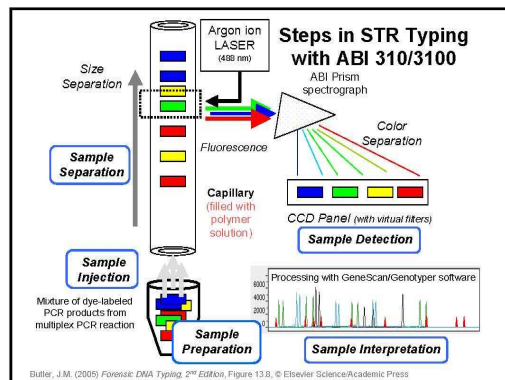 Steps in STR Typing
with ABI 310/3100
Argon ion
LASER
(488 nm)
Size
Separation
ABI Prism
spectrograph
Color
Separation
Fluorescence
Sample
Separation
Capillary
(filled with
polymer
solution)
CCD Panel (with virtual filters)
Sample Detection
Sample
Injection
Mixture of dye-labeled
PCR products from
multiplex PCR reaction
Sample
Preparation
Processing with GeneScan/Genotyper software
6000
4000
2000
0
Sample Interpretation
Butler, J.M. (2005) Forensic DNA Typing, 2nd Edition, Figure 13.8, © Elsevier Science/Academic Press